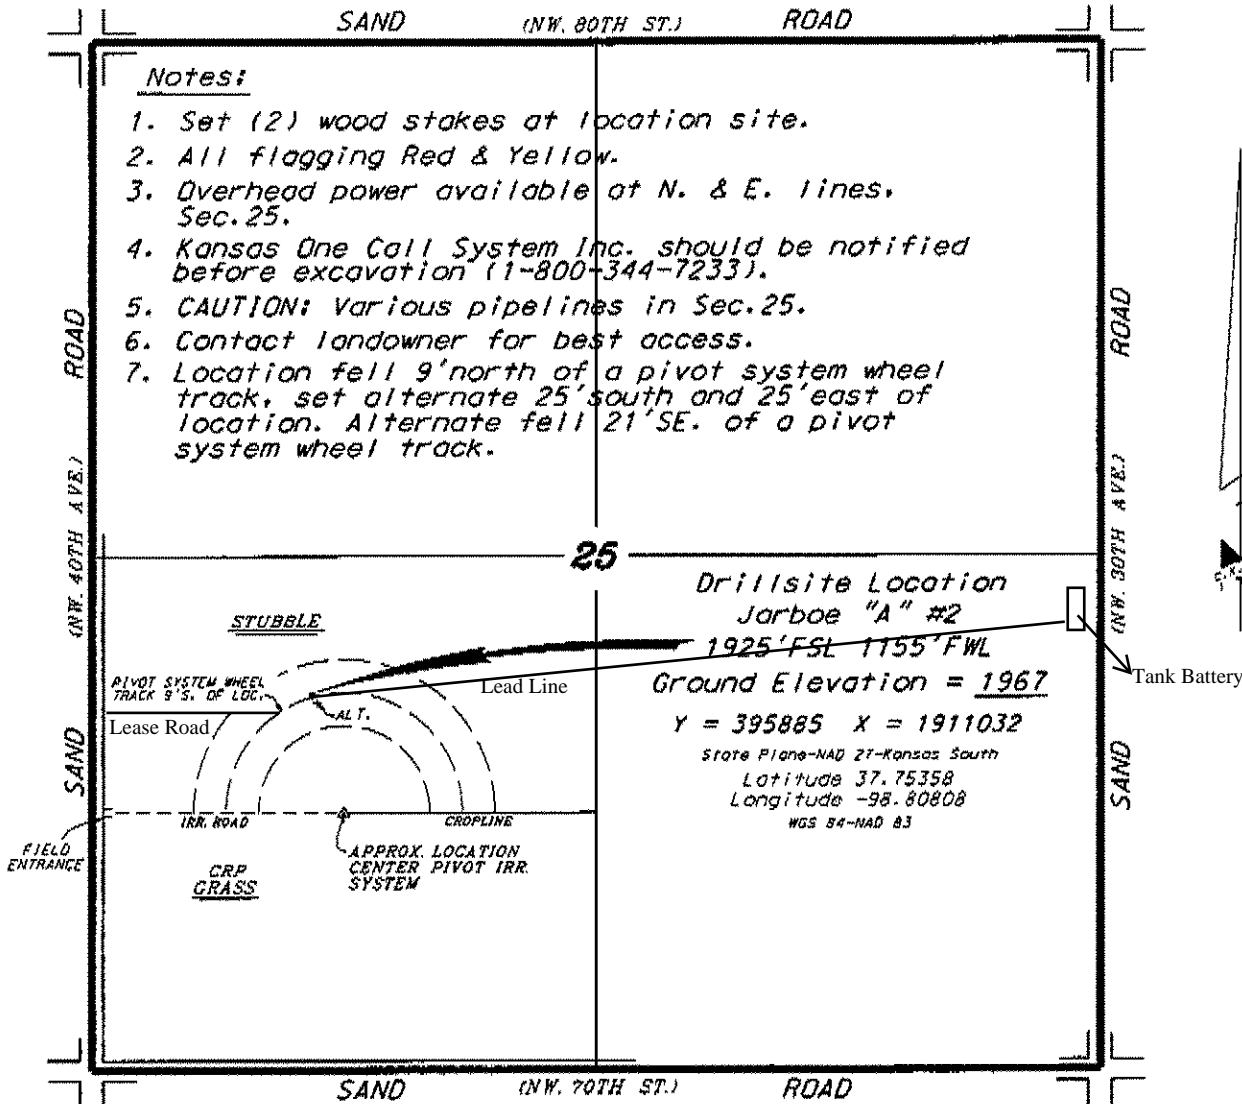 SAND (NW. 80TH ST.) ROAD
Notes:
1. Set (2) wood stakes at location site.
2. All flagging Red & Yellow.
3. Overhead power available at N. & E. lines,
Sec.25.
4. Kansas One Call System Inc. should be notified
before excavation (1-800-344-7233).
5. CAUTION: Various pipelines in Sec.25.
6. Contact landowner for best access.
7. Location fell 9'north of a pivot system wheel
track, set alternate 25'south and 25'east of
location. Alternate fell 21'SE. of a pivot
system wheel track.
ROAD
(NW. 40TH AVE.)
SAND
ROAD
(NW. 30TH AVE.)
SAND
25
Drillsite Location
Jarboe "A" #2
1925'FSL 1155'FWL
Ground Elevation = 1967
Y = 395885 X = 1911032
State Plane-NAD 27-Kansas South
Latitude 37.75358
Longitude -98.80808
WGS 84-NAD 83
Tank Battery
STUBBLE
PIVOT SYSTEM WHEEL
TRACK 9'S. OF LOC.
Lead Line
ALT.
Lease Road
IRR. ROAD
CROPLINE
FIELD
ENTRANCE
APPROX. LOCATION
CENTER PIVOT IRR.
SYSTEM
CRP
GRASS
SAND (NW. 70TH ST.) ROAD